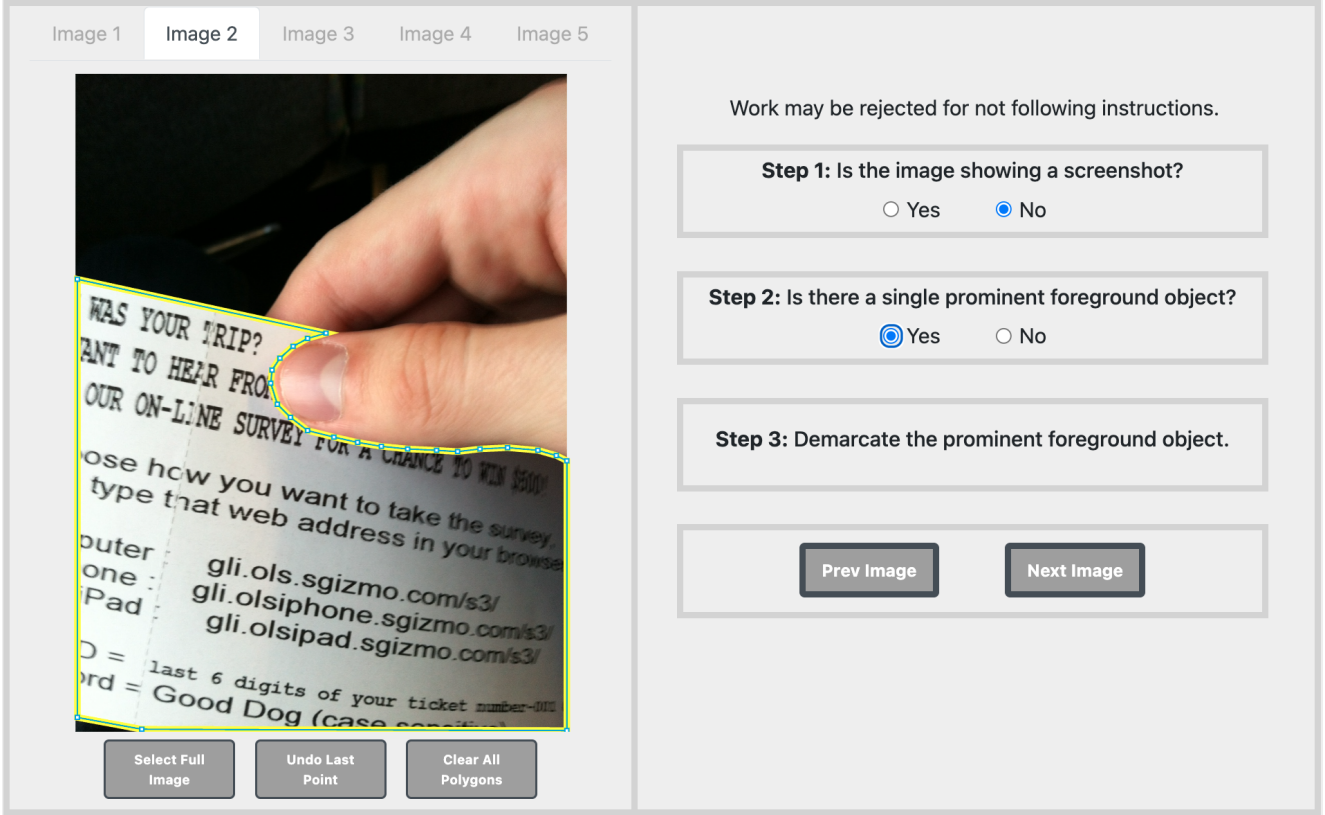 Image 1 Image 2 Image 3 Image 4 Image 5
WAS YOUR TRIP?
ANT TO HEAR FRO
OUR ON-LINE SURVEY FOR A CHANCE TO WIN
ose how you want to take the survey.
type that web address in your browse
puter :
gli.ols.sgizmo.com/s3/
one :
gli.olsiphone.sgizmo.com/s3/
iPad :
gli.olsipad.sgizmo.com/s3/
D = last 6 digits of your ticket number-
ord = Good Dog (case sensitive)
Select Full Image
Undo Last Point
Clear All Polygons
Work may be rejected for not following instructions.
Step 1: Is the image showing a screenshot?
Yes No
Step 2: Is there a single prominent foreground object?
Yes No
Step 3: Demarcate the prominent foreground object.
Prev Image Next Image